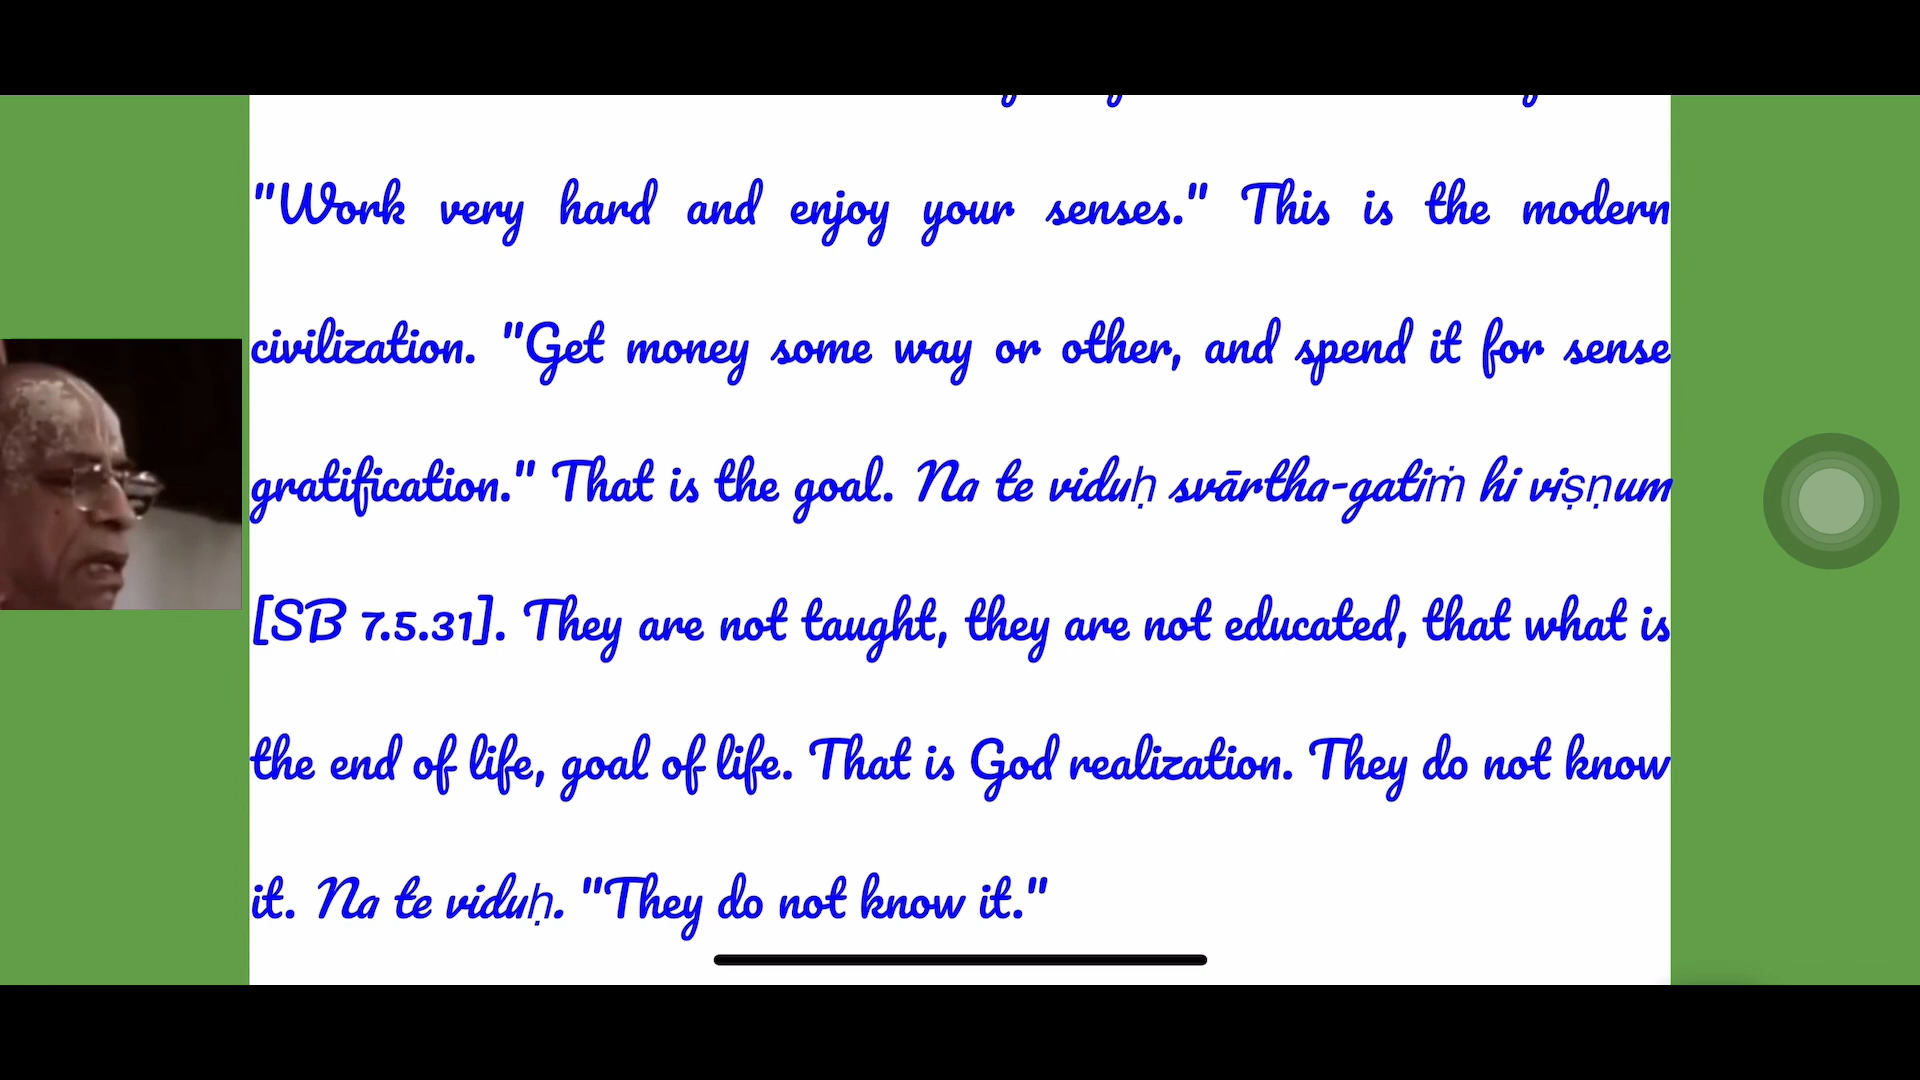 "Work very hard and enjoy your senses." This is the modern
civilization. "Get money some way or other, and spend it for sense
gratification." That is the goal. Na te viduḥ svārtha-gatiṁ hi viṣṇum
[SB 7.5.31]. They are not taught, they are not educated, that what is
the end of life, goal of life. That is God realization. They do not know
it. Na te viduḥ. "They do not know it."